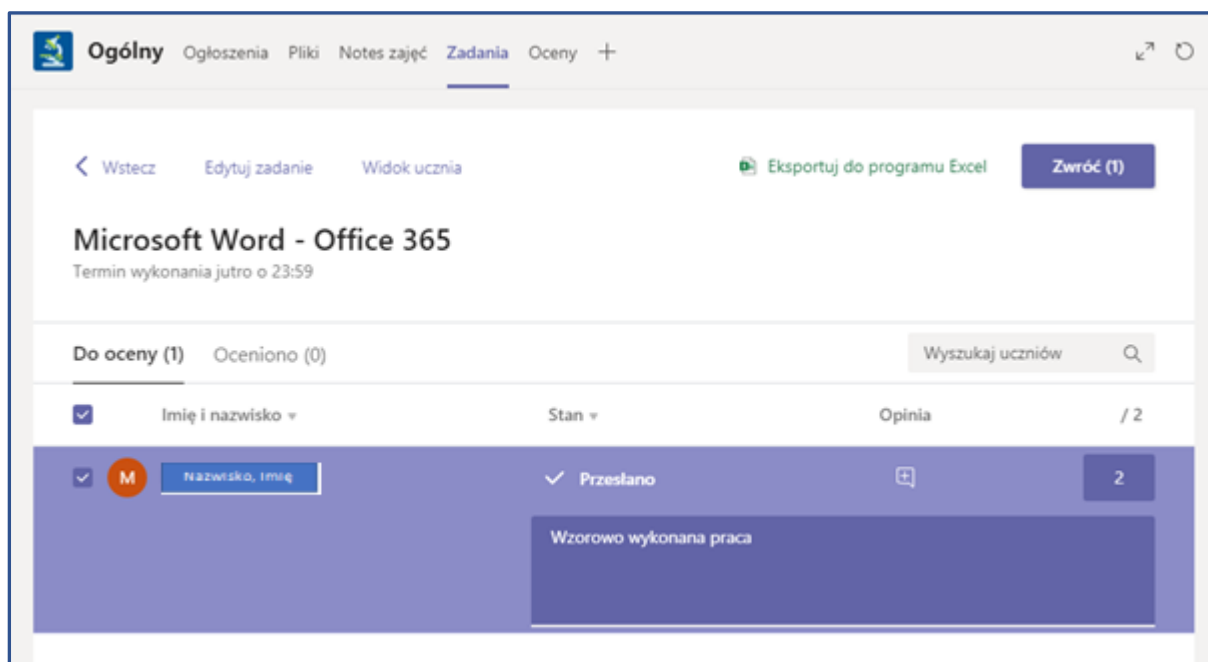 Ogólny Ogłoszenia Pliki Notes zajęć Zadania Oceny +
Wstecz Edytuj zadanie Widok ucznia Eksportuj do programu Excel Zwróć (1)
Microsoft Word - Office 365
Termin wykonania jutro o 23:59
Do oceny (1) Oceniono (0) Wyszukaj uczniów
Imię i nazwisko Stan Opinia / 2
M Nazwisko, Imię Przesłano 2
Wzorowo wykonana praca